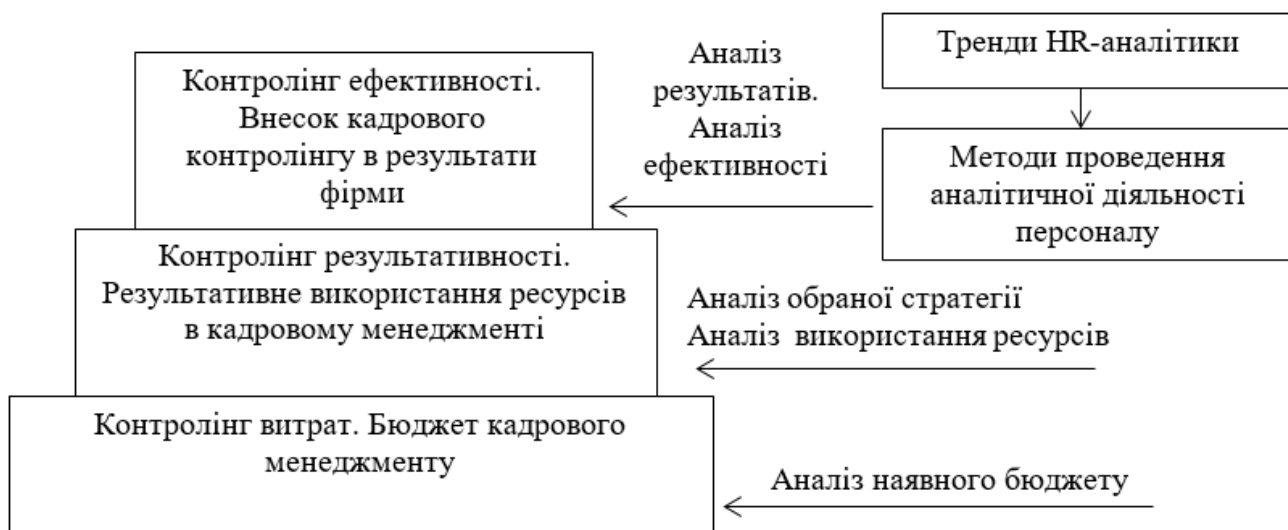 Контролінг ефективності.
Внесок кадрового
контролінгу в результати
фірми
Аналіз
результатів.
Аналіз
ефективності
Тренди HR-аналітики
Методи проведення
аналітичної діяльності
персоналу
Контролінг результативності.
Результативне використання ресурсів
в кадровому менеджменті
Аналіз обраної стратегії
Аналіз  використання ресурсів
Контролінг витрат. Бюджет кадрового
менеджменту
Аналіз наявного бюджету